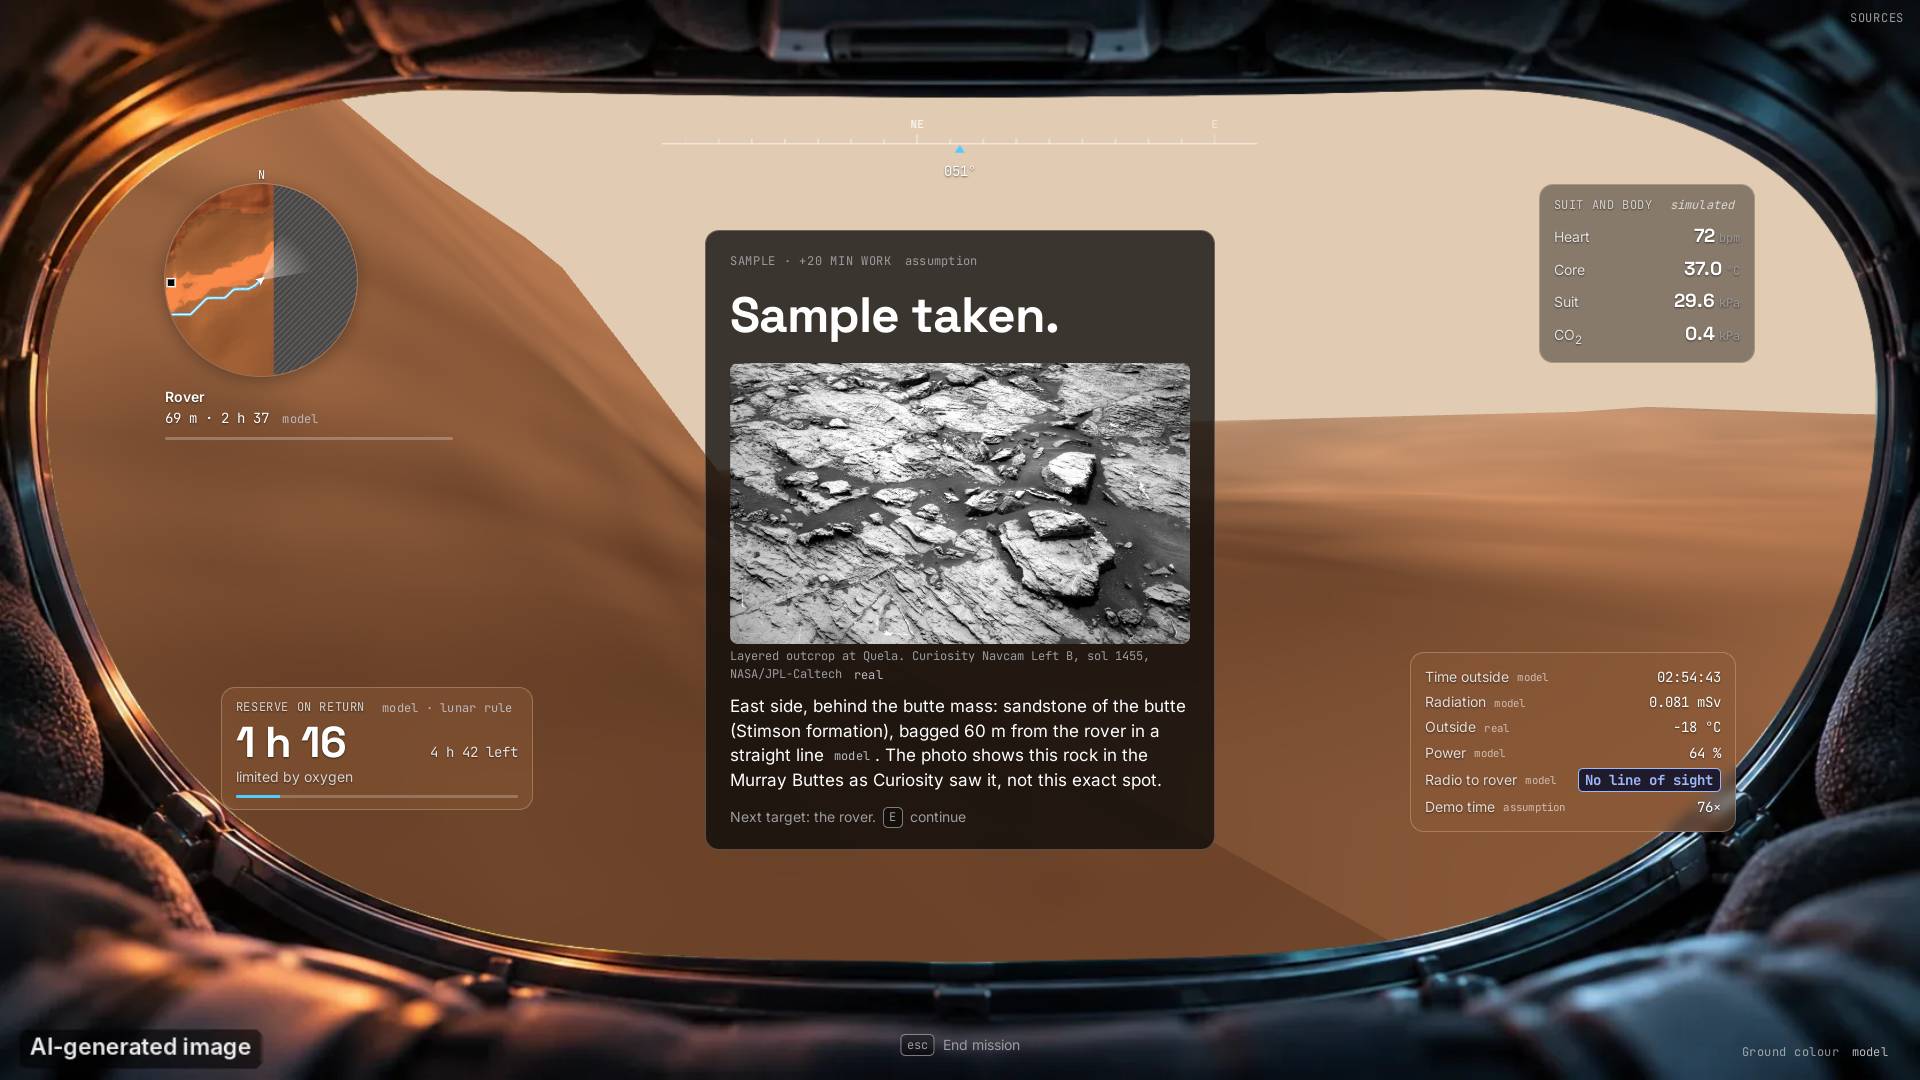 SOURCES
NE
E
051°
N
Rover
69 m · 2 h 37 model
SUIT AND BODY simulated
Heart 72 bpm
Core 37.0 °C
Suit 29.6 kPa
CO2 0.4 kPa
SAMPLE · +20 MIN WORK assumption
Sample taken.
Layered outcrop at Quela. Curiosity Navcam Left B, sol 1455,
NASA/JPL-Caltech real
East side, behind the butte mass: sandstone of the butte
(Stimson formation), bagged 60 m from the rover in a
straight line model . The photo shows this rock in the
Murray Buttes as Curiosity saw it, not this exact spot.
Next target: the rover. E continue
RESERVE ON RETURN model · lunar rule
1 h 16 4 h 42 left
limited by oxygen
Time outside model 02:54:43
Radiation model 0.081 mSv
Outside real -18 °C
Power model 64 %
Radio to rover model No line of sight
Demo time assumption 76×
AI-generated image
esc End mission
Ground colour model